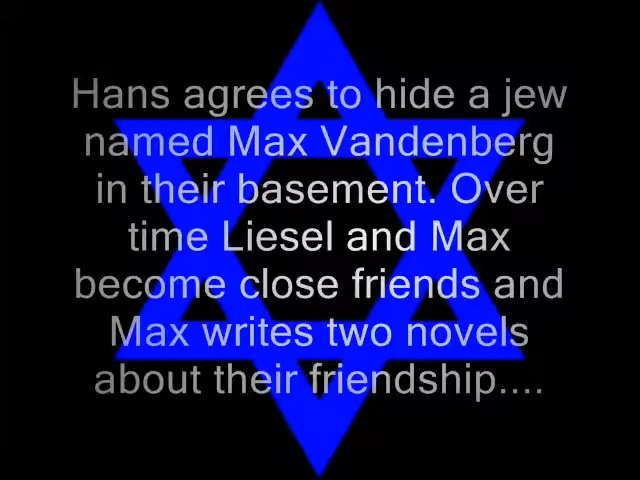 Hans agrees to hide a jew
named Max Vandenberg
in their basement. Over
time Liesel and Max
become close friends and
Max writes two novels
about their friendship....